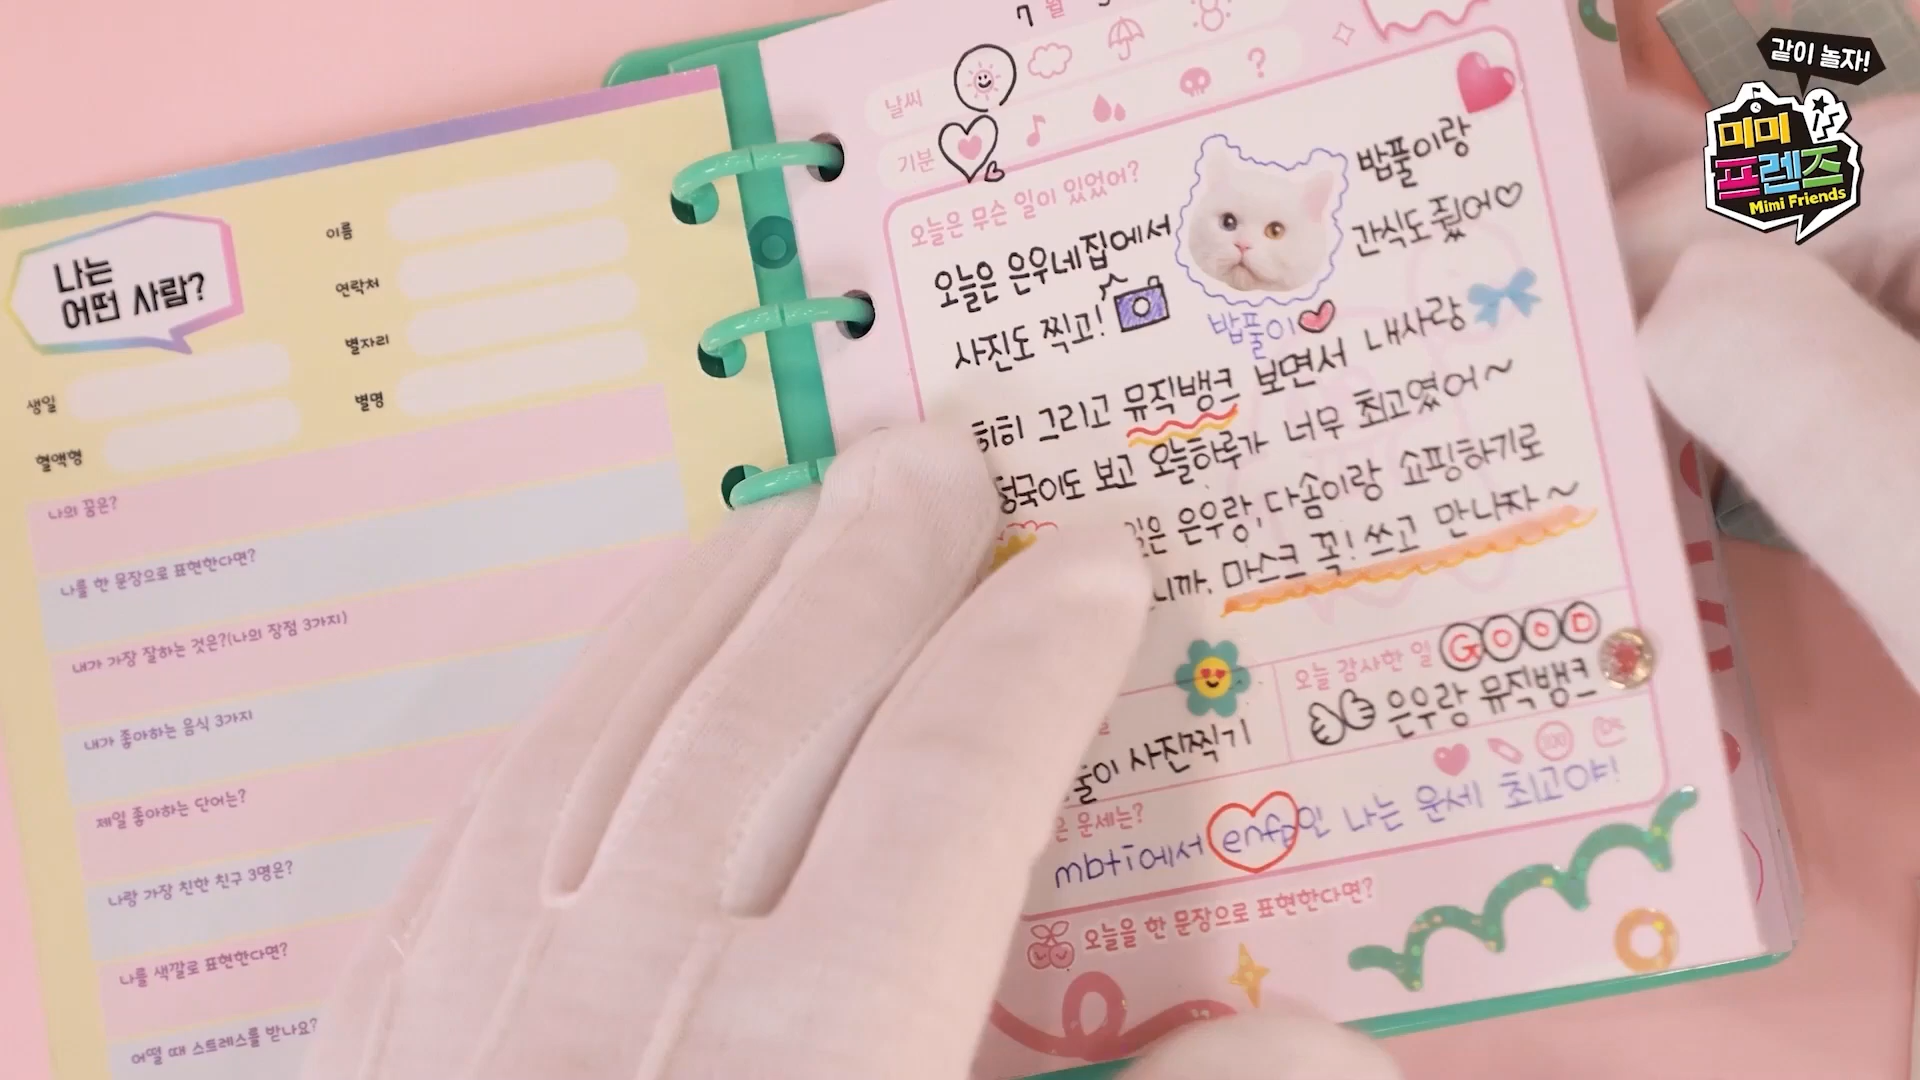 같이 놀자!
미미
프렌즈
Mimi Friends
나는
어떤 사람?
이름
연락처
별자리
별명
생일
혈액형
나의 꿈은?
나를 한 문장으로 표현한다면?
내가 가장 잘하는 것은?(나의 장점 3가지)
내가 좋아하는 음식 3가지
제일 좋아하는 단어는?
나랑 가장 친한 친구 3명은?
나를 색깔로 표현한다면?
어떨 때 스트레스를 받나요?
7월
날씨
기분
오늘은 무슨 일이 있었어?
오늘은 은우네집에서
사진도 찍고!
밥풀이랑
간식도 줬어♡
밥풀이
히히 그리고 뮤직뱅크 보면서 내사랑
정국이도 보고 오늘하루가 너무 최고였어~
은우랑, 다솜이랑 쇼핑하기로
니까. 마스크 꼭! 쓰고 만나자~
사진찍기
오늘 감사한 일 GOOD
은우랑 뮤직뱅크
100
OK
운세는?
mbti에서 enfp인 나는 운세 최고야!
오늘을 한 문장으로 표현한다면?